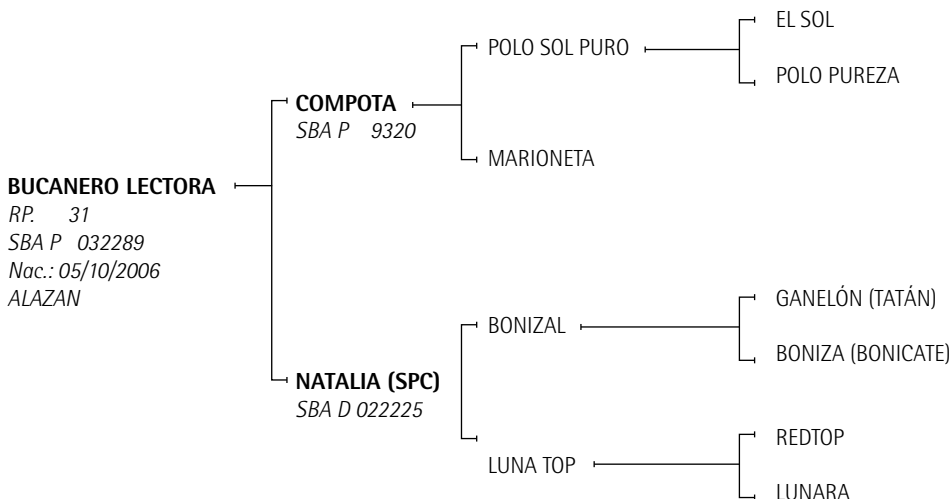 EL SOL
POLO SOL PURO
POLO PUREZA
COMPOTA
SBA P 9320
MARIONETA
BUCANERO LECTORA
RP. 31
SBA P 032289
Nac.: 05/10/2006
ALAZAN
GANELÓN (TATÁN)
BONIZAL
BONIZA (BONICATE)
NATALIA (SPC)
SBA D 022225
REDTOP
LUNA TOP
LUNARA